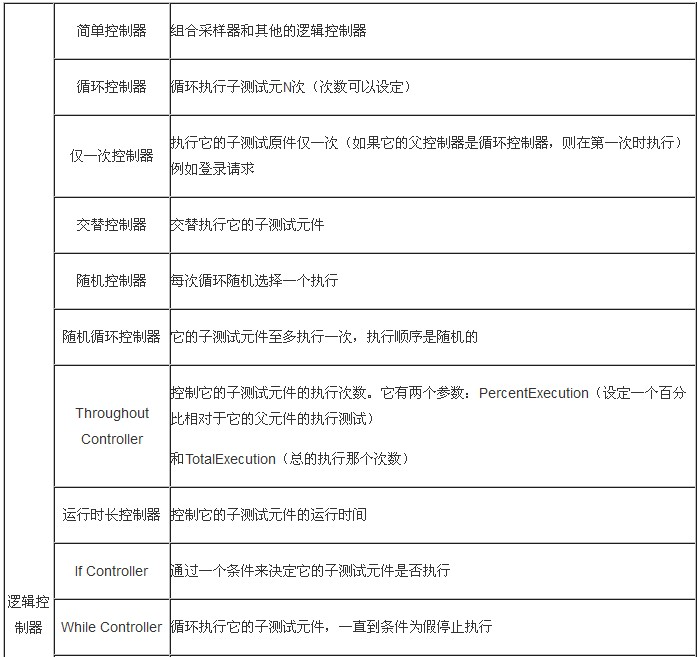 简单控制器
组合采样器和其他的逻辑控制器
循环控制器
循环执行子测试元N次（次数可以设定）
仅一次控制器
执行它的子测试原件仅一次（如果它的父控制器是循环控制器，则在第一次时执行）
例如登录请求
交替控制器
交替执行它的子测试元件
随机控制器
每次循环随机选择一个执行
随机循环控制器
它的子测试元件至多执行一次，执行顺序是随机的
Throughout
Controller
控制它的子测试元件的执行次数。它有两个参数：PercentExecution（设定一个百分
比相对于它的父元件的执行测试）
和TotalExecution（总的执行那个次数）
运行时长控制器
控制它的子测试元件的运行时间
If Controller
通过一个条件来决定它的子测试元件是否执行
逻辑控
制器
While Controller
循环执行它的子测试元件，一直到条件为假停止执行